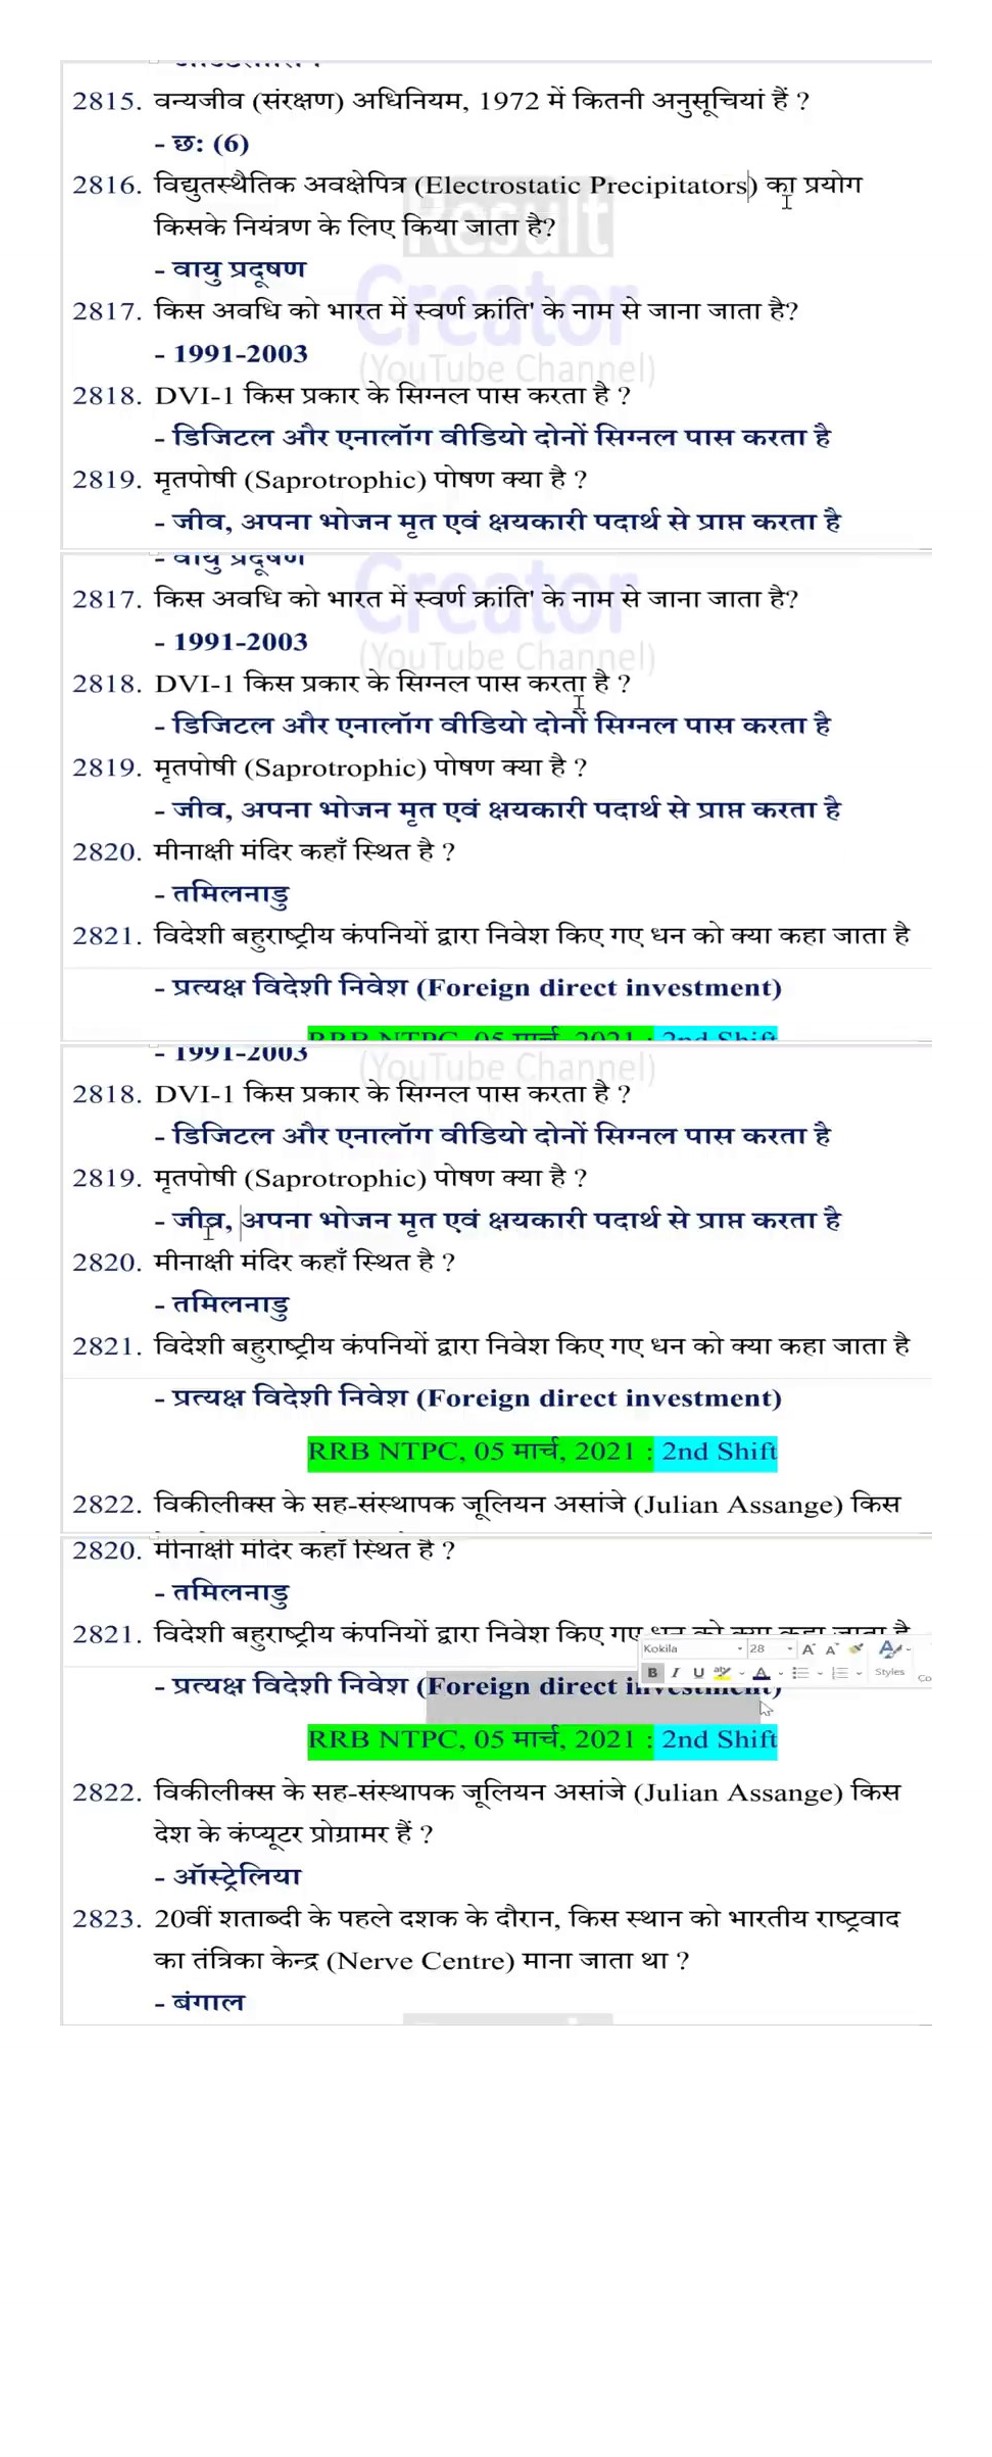 2815. वन्यजीव (संरक्षण) अधिनियम, 1972 में कितनी अनुसूचियां हैं ?
- छ: (6)
2816. विद्युतस्थैतिक अवक्षेपित्र (Electrostatic Precipitators) का प्रयोग
किसके नियंत्रण के लिए किया जाता है?
- वायु प्रदूषण
2817. किस अवधि को भारत में स्वर्ण क्रांति' के नाम से जाना जाता है?
- 1991-2003
2818. DVI-1 किस प्रकार के सिग्नल पास करता है ?
- डिजिटल और एनालॉग वीडियो दोनों सिग्नल पास करता है
2819. मृतपोषी (Saprotrophic) पोषण क्या है ?
- जीव, अपना भोजन मृत एवं क्षयकारी पदार्थ से प्राप्त करता है
Result
Creator
(YouTube Channel)
- वायु प्रदूषण
2817. किस अवधि को भारत में स्वर्ण क्रांति' के नाम से जाना जाता है?
- 1991-2003
2818. DVI-1 किस प्रकार के सिग्नल पास करता है ?
- डिजिटल और एनालॉग वीडियो दोनों सिग्नल पास करता है
2819. मृतपोषी (Saprotrophic) पोषण क्या है ?
- जीव, अपना भोजन मृत एवं क्षयकारी पदार्थ से प्राप्त करता है
2820. मीनाक्षी मंदिर कहाँ स्थित है ?
- तमिलनाडु
2821. विदेशी बहुराष्ट्रीय कंपनियों द्वारा निवेश किए गए धन को क्या कहा जाता है
- प्रत्यक्ष विदेशी निवेश (Foreign direct investment)
RRB NTPC, 05 मार्च, 2021 : 2nd Shift
Creator
(YouTube Channel)
- 1991-2003
(YouTube Channel)
2818. DVI-1 किस प्रकार के सिग्नल पास करता है ?
- डिजिटल और एनालॉग वीडियो दोनों सिग्नल पास करता है
2819. मृतपोषी (Saprotrophic) पोषण क्या है ?
- जीव, अपना भोजन मृत एवं क्षयकारी पदार्थ से प्राप्त करता है
2820. मीनाक्षी मंदिर कहाँ स्थित है ?
- तमिलनाडु
2821. विदेशी बहुराष्ट्रीय कंपनियों द्वारा निवेश किए गए धन को क्या कहा जाता है
- प्रत्यक्ष विदेशी निवेश (Foreign direct investment)
RRB NTPC, 05 मार्च, 2021 : 2nd Shift
2822. विकीलीक्स के सह-संस्थापक जूलियन असांजे (Julian Assange) किस
2820. मीनाक्षी मंदिर कहाँ स्थित है ?
- तमिलनाडु
2821. विदेशी बहुराष्ट्रीय कंपनियों द्वारा निवेश किए गए धन को क्या कहा जाता है
Kokila 28
B I U Styles
- प्रत्यक्ष विदेशी निवेश (Foreign direct investment)
RRB NTPC, 05 मार्च, 2021 : 2nd Shift
2822. विकीलीक्स के सह-संस्थापक जूलियन असांजे (Julian Assange) किस
देश के कंप्यूटर प्रोग्रामर हैं ?
- ऑस्ट्रेलिया
2823. 20वीं शताब्दी के पहले दशक के दौरान, किस स्थान को भारतीय राष्ट्रवाद
का तंत्रिका केन्द्र (Nerve Centre) माना जाता था ?
- बंगाल